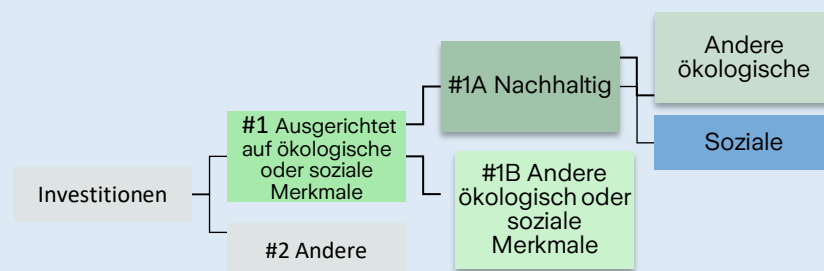 Investitionen
#1 Ausgerichtet
auf ökologische
oder soziale
Merkmale
#2 Andere
#1A Nachhaltig
#1B Andere
ökologisch oder
soziale
Merkmale
Andere
ökologische
Soziale